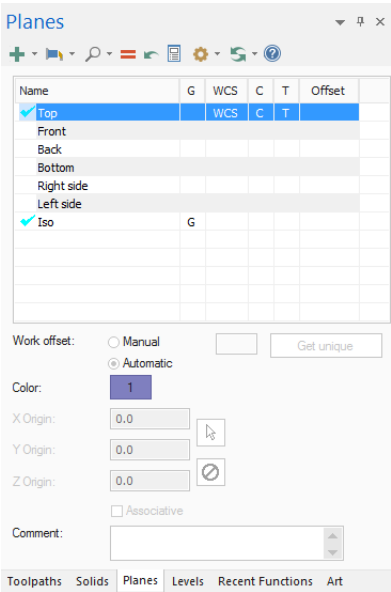 Planes
Name G WCS C T Offset
Top WCS C T
Front
Back
Bottom
Right side
Left side
Iso G
Work offset: Manual Get unique
Automatic
Color: 1
X Origin: 0.0
Y Origin: 0.0
Z Origin: 0.0
Associative
Comment:
Toolpaths Solids Planes Levels Recent Functions Art